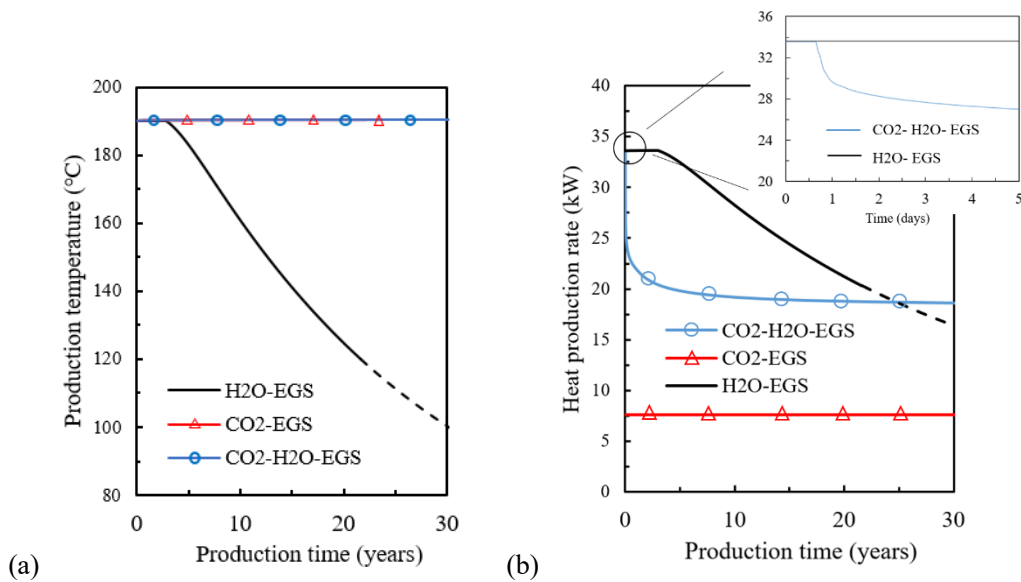 200
180
160
140
120
100
80
0
10
20
30
Production temperature (°C)
Production time (years)
H2O-EGS
CO2-EGS
CO2-H2O-EGS
(a)
40
35
30
25
20
15
10
5
0
0
5
10
15
20
25
30
Heat production rate (kW)
Production time (years)
CO2-H2O-EGS
CO2-EGS
H2O-EGS
(b)
36
32
28
24
20
0
1
2
3
4
5
Time (days)
CO2- H2O- EGS
H2O- EGS